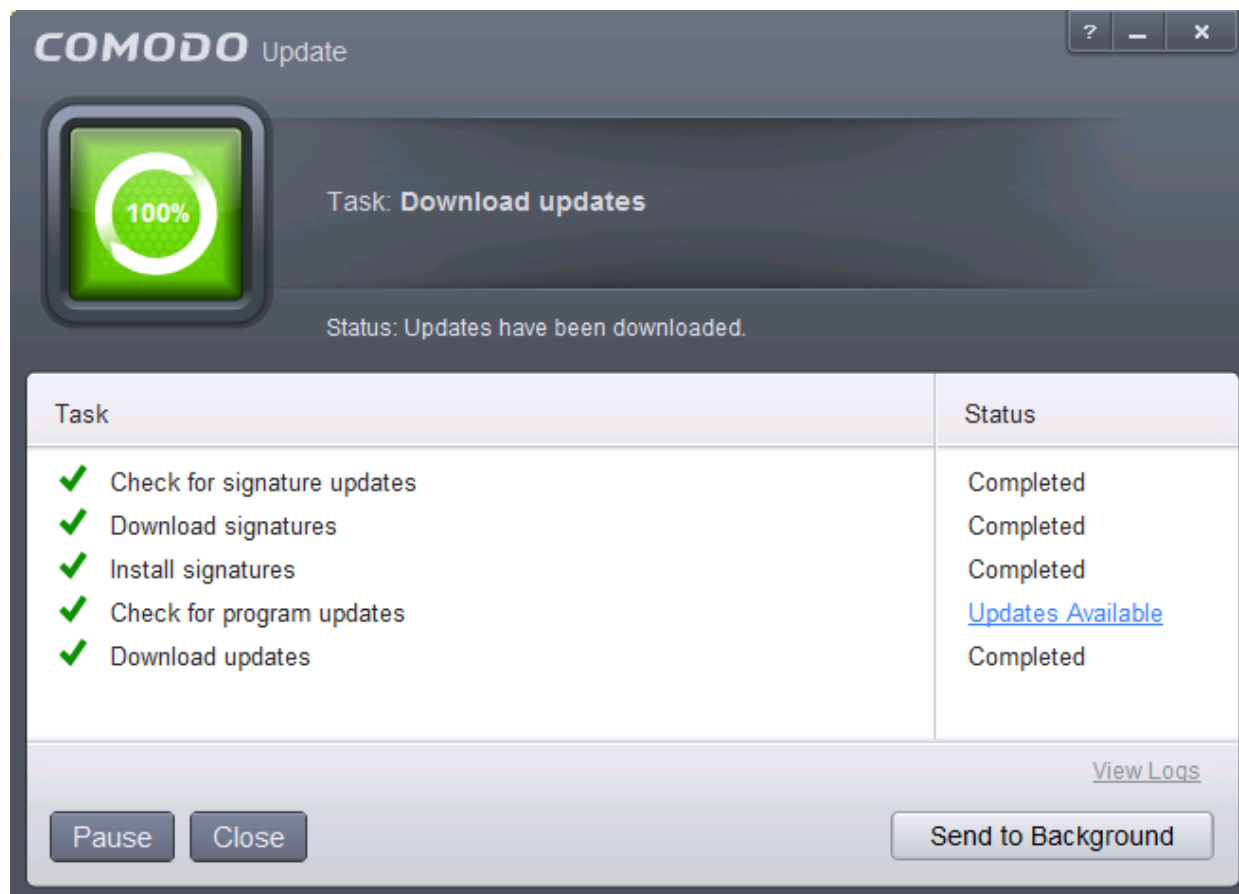 COMODO Update
? – x
100%
Task: Download updates
Status: Updates have been downloaded.
Task Status
Check for signature updates Completed
Download signatures Completed
Install signatures Completed
Check for program updates Updates Available
Download updates Completed
View Logs
Pause Close Send to Background